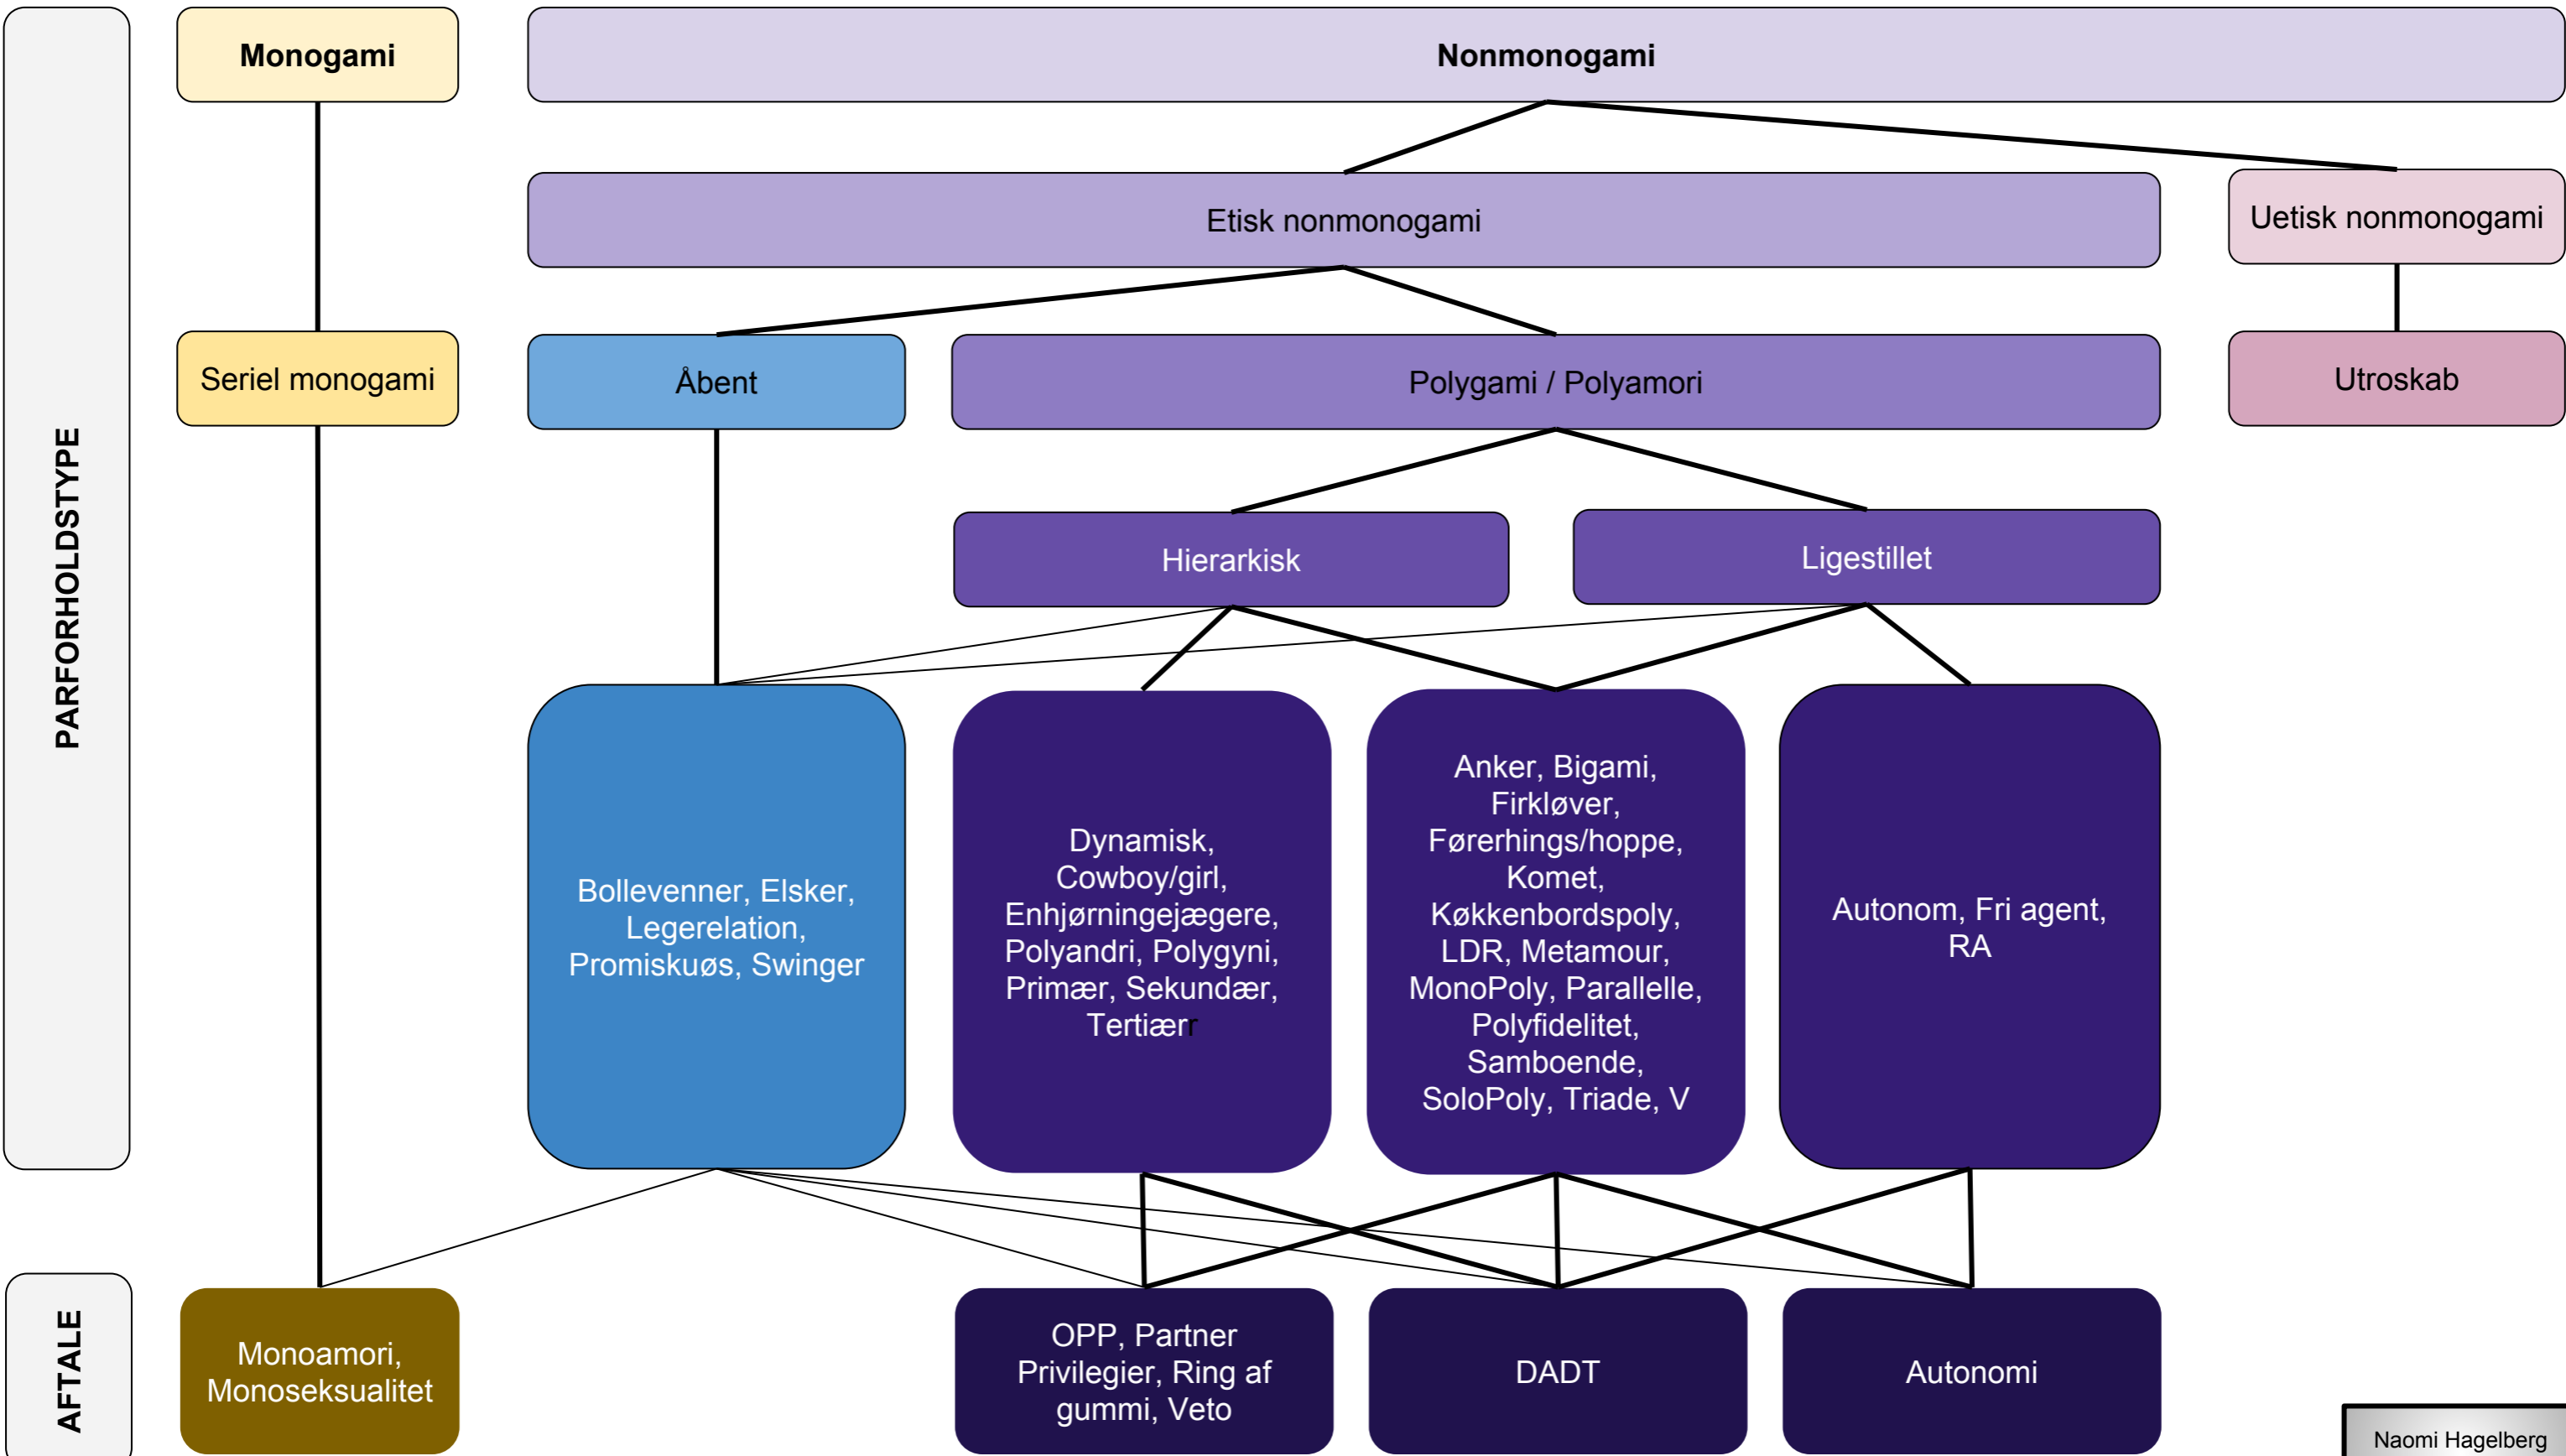 PARFORHOLDSTYPE
Monogami
Nonmonogami
Etisk nonmonogami
Uetisk nonmonogami
Seriel monogami
Åbent
Polygami / Polyamori
Utroskab
Hierarkisk
Ligestillet
Bollevenner, Elsker,
Legerelation,
Promiskuøs, Swinger
Dynamisk,
Cowboy/girl,
Enhjørningejægere,
Polyandri, Polygyni,
Primær, Sekundær,
Tertiærr
Anker, Bigami,
Firkløver,
Førerhings/hoppe,
Komet,
Køkkenbordspoly,
LDR, Metamour,
MonoPoly, Parallelle,
Polyfidelitet,
Samboende,
SoloPoly, Triade, V
Autonom, Fri agent,
RA
AFTALE
Monoamori,
Monoseksualitet
OPP, Partner
Privilegier, Ring af
gummi, Veto
DADT
Autonomi
Naomi Hagelberg